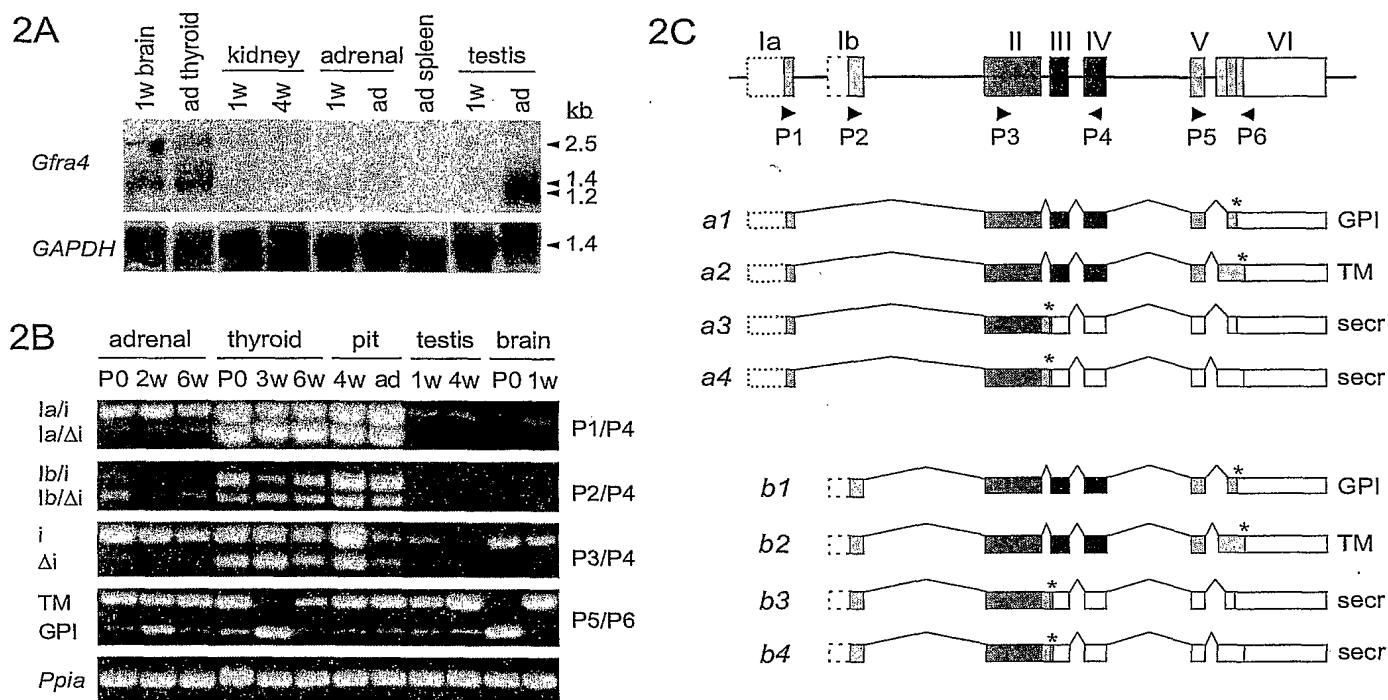 2A
1w brain
ad thyroid
kidney
1w
4w
adrenal
1w
ad
ad spleen
testis
1w
ad
kb
Gfra4
2.5
1.4
1.2
GAPDH
1.4
2B
adrenal thyroid pit testis brain
P0 2w 6w P0 3w 6w 4w ad 1w 4w P0 1w
Ia/i
Ia/Δi
P1/P4
Ib/i
Ib/Δi
P2/P4
i
Δi
P3/P4
TM
GPI
P5/P6
Ppia
2C
Ia Ib II III IV V VI
P1 P2 P3 P4 P5 P6
a1 * GPI
a2 * TM
a3 * secr
a4 * secr
b1 * GPI
b2 * TM
b3 * secr
b4 * secr